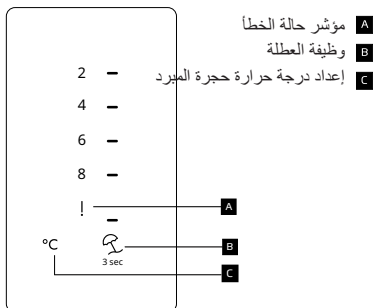 A مؤشر حالة الخطأ
B وظيفة العطلة
C إعداد درجة حرارة حجرة المبرد
2
4
6
8
! A
B
3 sec
°C C